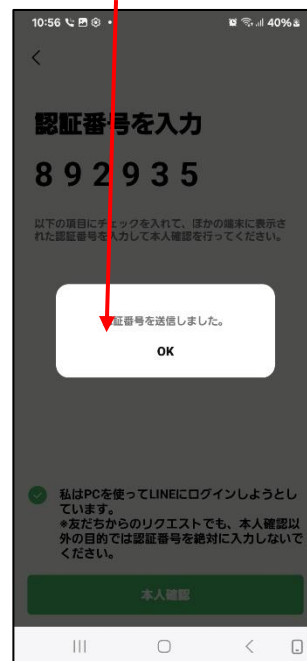 10:56
40%
認証番号を入力
892935
以下の項目にチェックを入れて、ほかの端末に表示さ
れた認証番号を入力して本人確認を行ってください。
証番号を送信しました。
OK
私はPCを使ってLINEにログインしようとし
ています。
*友だちからのリクエストでも、本人確認以
外の目的では認証番号を絶対に入力しないで
ください。
本人確認